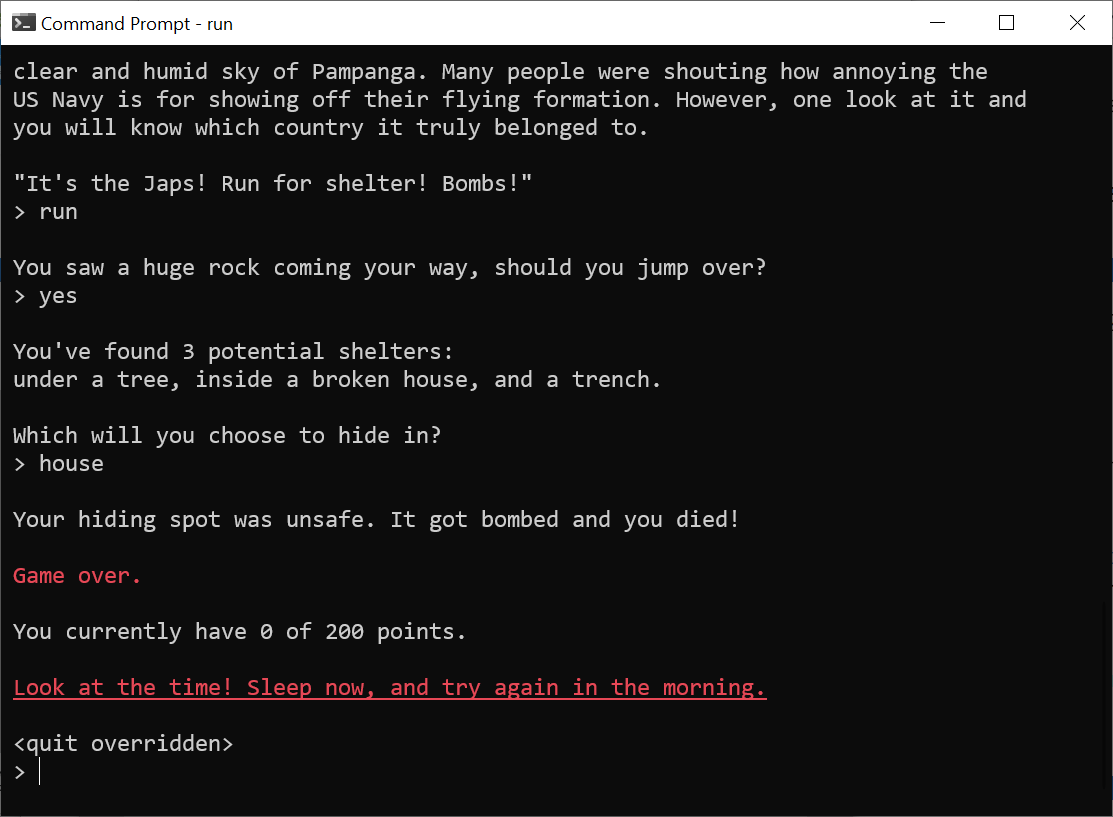 Command Prompt - run
clear and humid sky of Pampanga. Many people were shouting how annoying the
US Navy is for showing off their flying formation. However, one look at it and
you will know which country it truly belonged to.
"It's the Japs! Run for shelter! Bombs!"
> run
You saw a huge rock coming your way, should you jump over?
> yes
You've found 3 potential shelters:
under a tree, inside a broken house, and a trench.
Which will you choose to hide in?
> house
Your hiding spot was unsafe. It got bombed and you died!
Game over.
You currently have 0 of 200 points.
Look at the time! Sleep now, and try again in the morning.
<quit overridden>
>